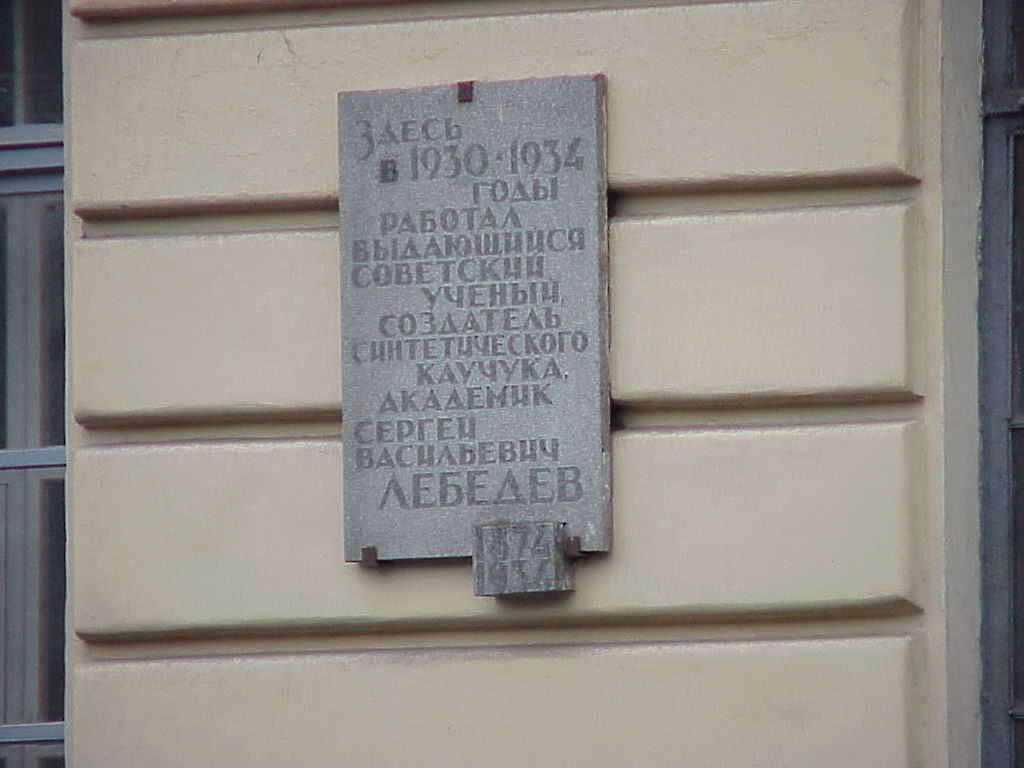 ЗДЕСЬ
В 1930·1934
ГОДЫ
РАБОТАЛ
ВЫДАЮЩИЙСЯ
СОВЕТСКИЙ
УЧЕНЫЙ,
СОЗДАТЕЛЬ
СИНТЕТИЧЕСКОГО
КАУЧУКА,
АКАДЕМИК
СЕРГЕЙ
ВАСИЛЬЕВИЧ
ЛЕБЕДЕВ
1874
1934